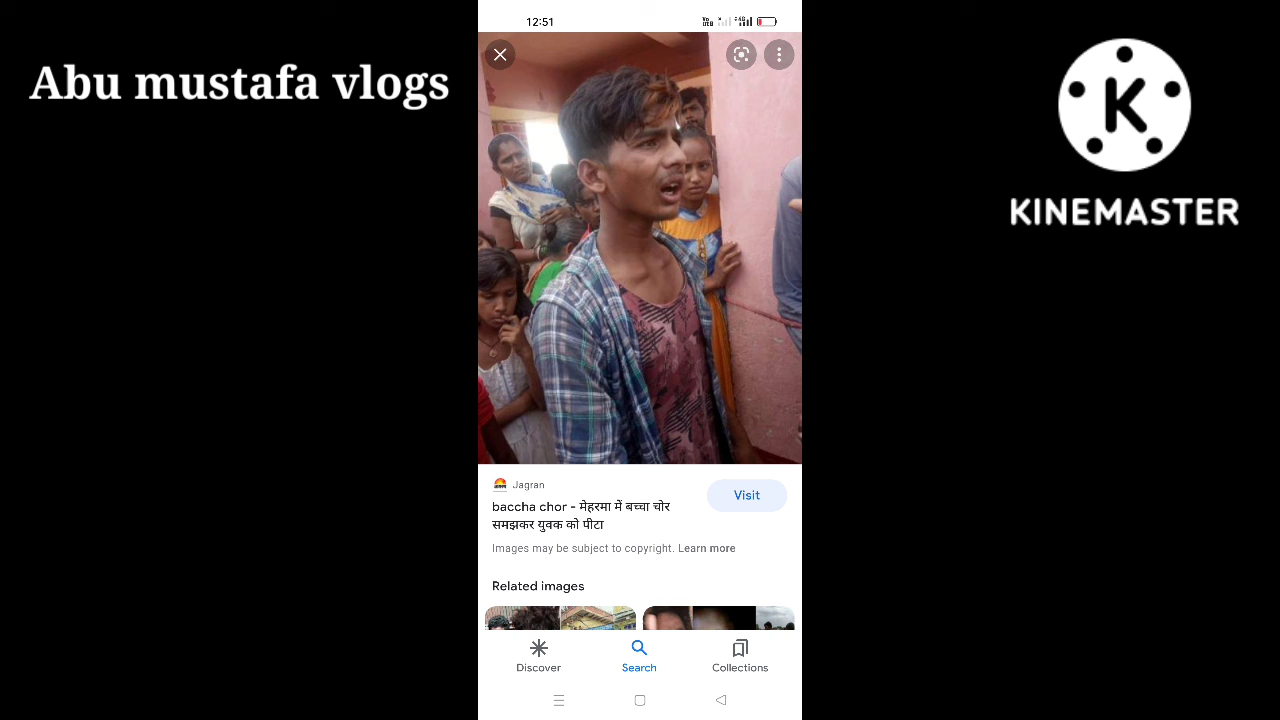 12:51
Abu mustafa vlogs
KINEMASTER
Jagran
Visit
baccha chor - मेहरमा में बच्चा चोर
समझकर युवक को पीटा
Images may be subject to copyright. Learn more
Related images
Discover
Search
Collections